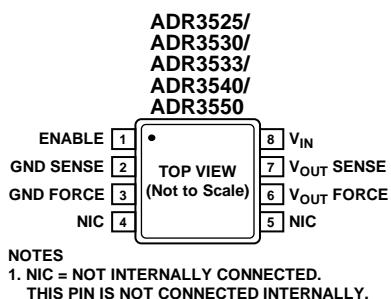 ADR3525/
ADR3530/
ADR3533/
ADR3540/
ADR3550
ENABLE 1
GND SENSE 2
GND FORCE 3
NIC 4
TOP VIEW
(Not to Scale)
8 VIN
7 VOUT SENSE
6 VOUT FORCE
5 NIC
NOTES
1. NIC = NOT INTERNALLY CONNECTED.
THIS PIN IS NOT CONNECTED INTERNALLY.